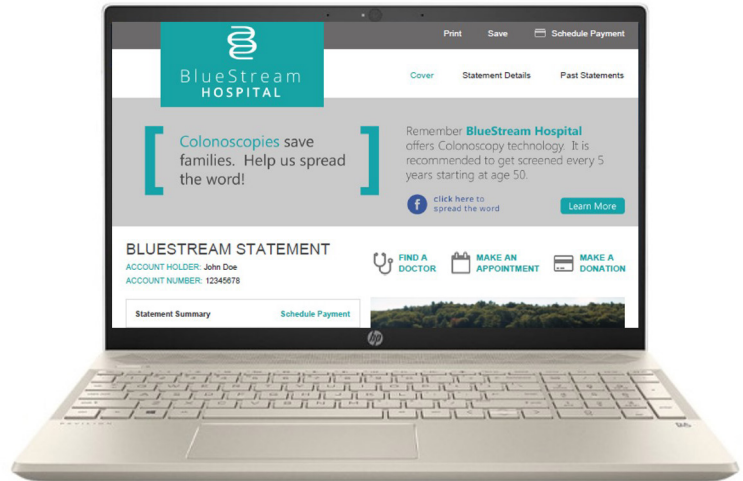 Print Save Schedule Payment
BlueStream
HOSPITAL
Cover Statement Details Past Statements
Colonoscopies save
families. Help us spread
the word!
Remember BlueStream Hospital
offers Colonoscopy technology. It is
recommended to get screened every 5
years starting at age 50.
f
click here to
spread the word
Learn More
BLUESTREAM STATEMENT
ACCOUNT HOLDER: John Doe
ACCOUNT NUMBER: 12345678
FIND A
DOCTOR
MAKE AN
APPOINTMENT
MAKE A
DONATION
Statement Summary Schedule Payment
hp
PAVILION